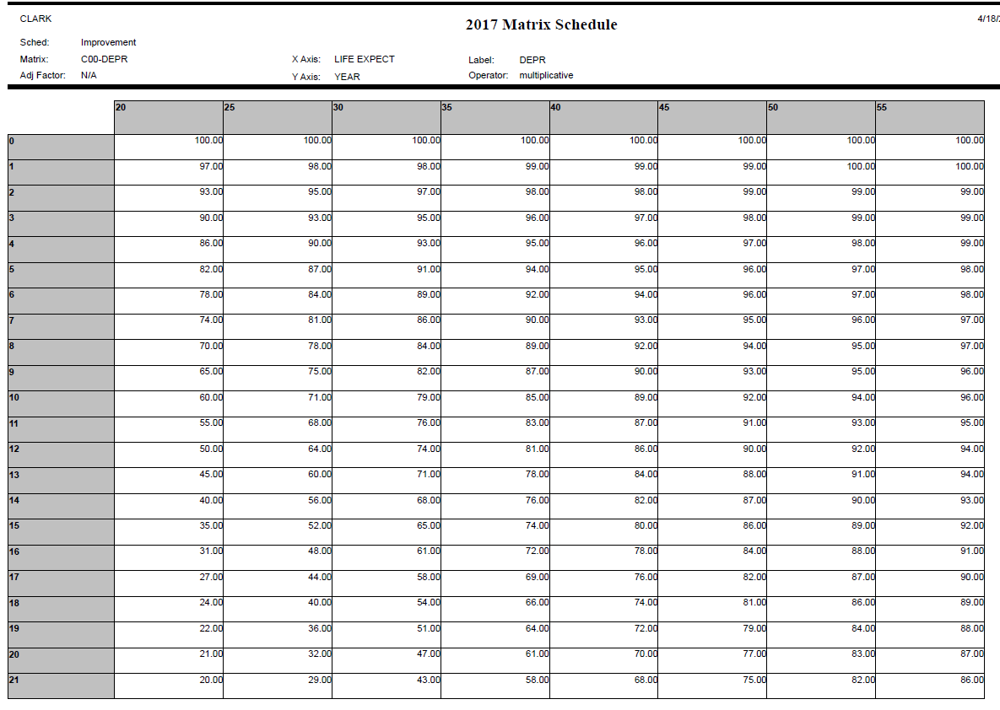 CLARK 2017 Matrix Schedule 4/18/
Sched: Improvement
Matrix: C00-DEPR X Axis: LIFE EXPECT Label: DEPR
Adj Factor: N/A Y Axis: YEAR Operator: multiplicative
20 25 30 35 40 45 50 55
0 100.00 100.00 100.00 100.00 100.00 100.00 100.00 100.00
1 97.00 98.00 98.00 99.00 99.00 99.00 100.00 100.00
2 93.00 95.00 97.00 98.00 98.00 99.00 99.00 99.00
3 90.00 93.00 95.00 96.00 97.00 98.00 99.00 99.00
4 86.00 90.00 93.00 95.00 96.00 97.00 98.00 99.00
5 82.00 87.00 91.00 94.00 95.00 96.00 97.00 98.00
6 78.00 84.00 89.00 92.00 94.00 96.00 97.00 98.00
7 74.00 81.00 86.00 90.00 93.00 95.00 96.00 97.00
8 70.00 78.00 84.00 89.00 92.00 94.00 95.00 97.00
9 65.00 75.00 82.00 87.00 90.00 93.00 95.00 96.00
10 60.00 71.00 79.00 85.00 89.00 92.00 94.00 96.00
11 55.00 68.00 76.00 83.00 87.00 91.00 93.00 95.00
12 50.00 64.00 74.00 81.00 86.00 90.00 92.00 94.00
13 45.00 60.00 71.00 78.00 84.00 88.00 91.00 94.00
14 40.00 56.00 68.00 76.00 82.00 87.00 90.00 93.00
15 35.00 52.00 65.00 74.00 80.00 86.00 89.00 92.00
16 31.00 48.00 61.00 72.00 78.00 84.00 88.00 91.00
17 27.00 44.00 58.00 69.00 76.00 82.00 87.00 90.00
18 24.00 40.00 54.00 66.00 74.00 81.00 86.00 89.00
19 22.00 36.00 51.00 64.00 72.00 79.00 84.00 88.00
20 21.00 32.00 47.00 61.00 70.00 77.00 83.00 87.00
21 20.00 29.00 43.00 58.00 68.00 75.00 82.00 86.00